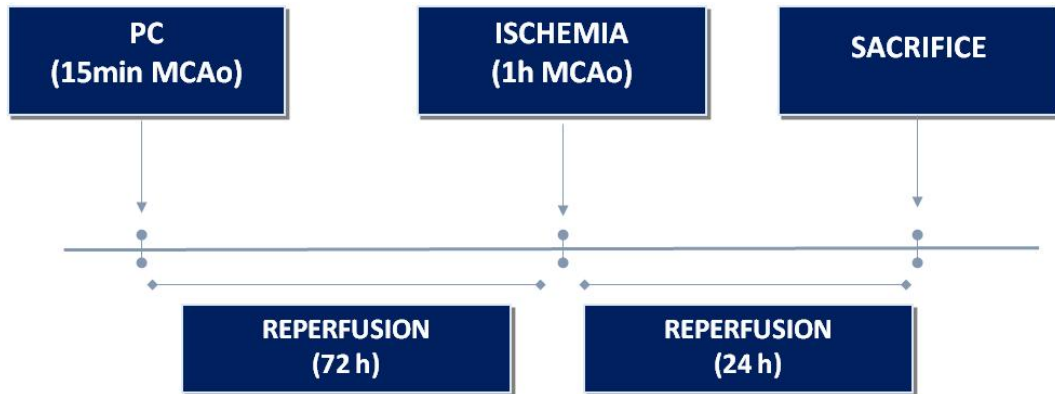 PC
(15min MCAo)
ISCHEMIA
(1h MCAo)
SACRIFICE
REPERFUSION
(72 h)
REPERFUSION
(24 h)